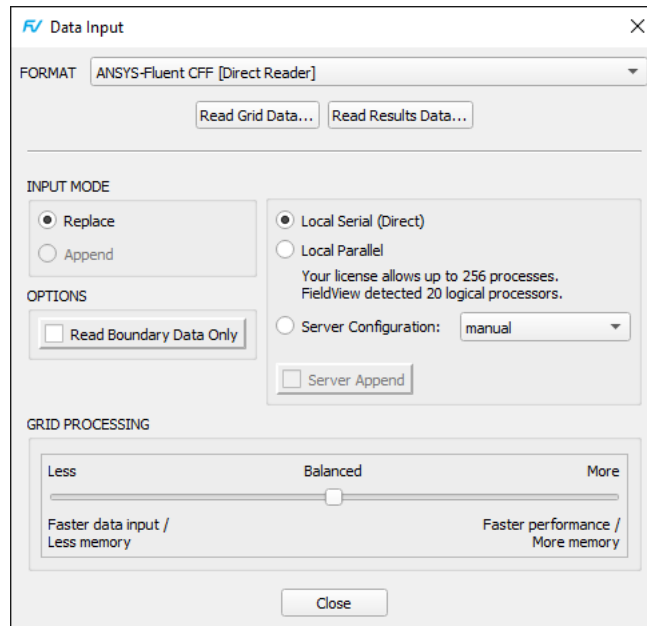 FV Data Input
FORMAT ANSYS-Fluent CFF [Direct Reader]
Read Grid Data... Read Results Data...
INPUT MODE
Replace
Append
Local Serial (Direct)
Local Parallel
Your license allows up to 256 processes.
FieldView detected 20 logical processors.
OPTIONS
Read Boundary Data Only
Server Configuration: manual
Server Append
GRID PROCESSING
Less Balanced More
Faster data input / Faster performance /
Less memory More memory
Close